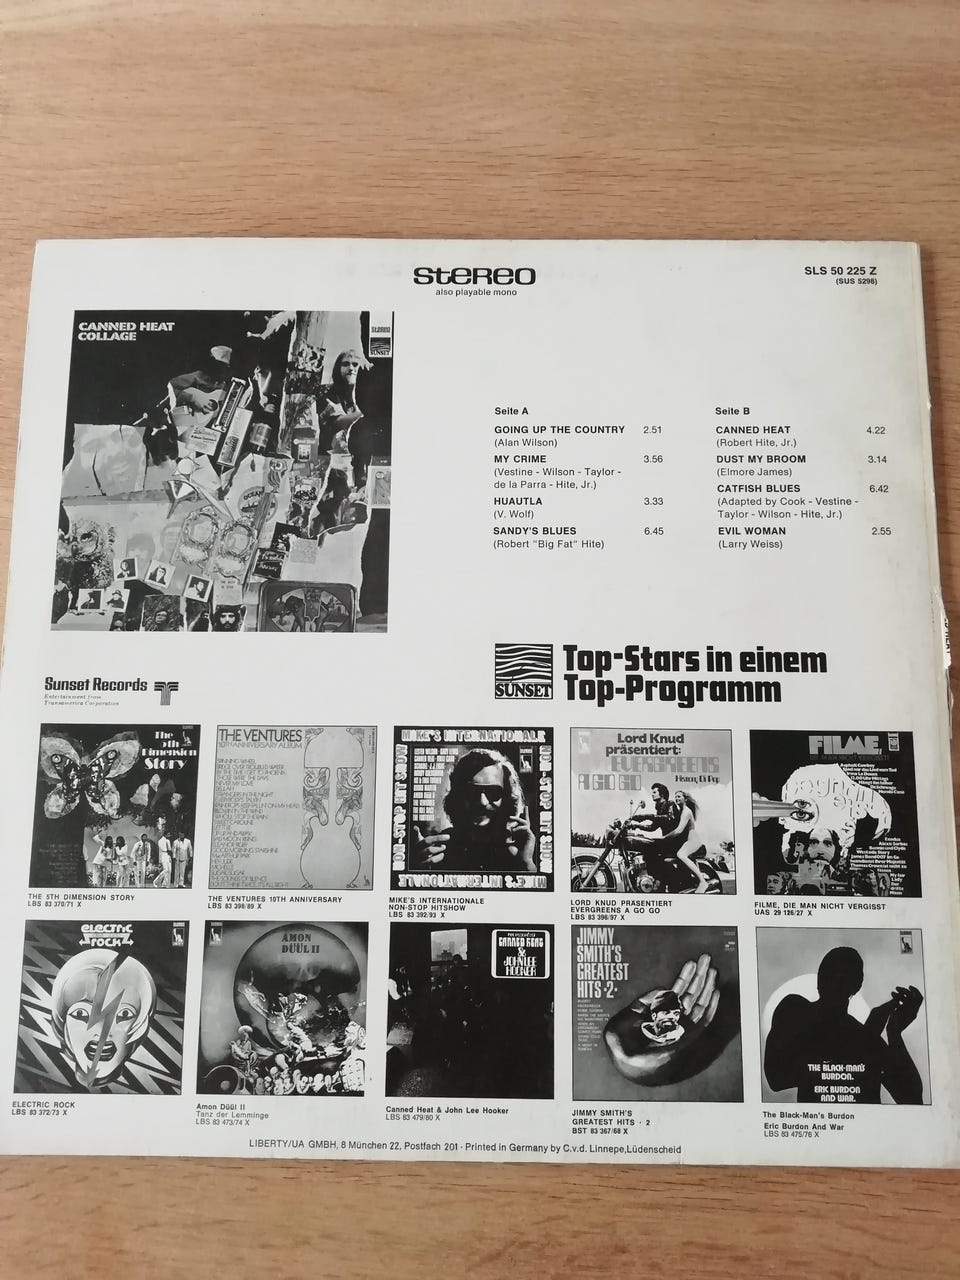 stereo
also playable mono
SLS 50 225 Z
(SUS 5298)
CANNED HEAT
COLLAGE
STEREO
SUNSET
Seite A
GOING UP THE COUNTRY 2.51
(Alan Wilson)
MY CRIME 3.56
(Vestine - Wilson - Taylor -
de la Parra - Hite, Jr.)
HUAUTLA 3.33
(V. Wolf)
SANDY'S BLUES 6.45
(Robert "Big Fat" Hite)
Seite B
CANNED HEAT 4.22
(Robert Hite, Jr.)
DUST MY BROOM 3.14
(Elmore James)
CATFISH BLUES 6.42
(Adapted by Cook - Vestine -
Taylor - Wilson - Hite, Jr.)
EVIL WOMAN 2.55
(Larry Weiss)
Sunset Records
Entertainment from
Transamerica Corporation
SUNSET
Top-Stars in einem
Top-Programm
The
5th
Dimension
Story
THE 5TH DIMENSION STORY
LBS 83 370/71 X
THE VENTURES
10TH ANNIVERSARY ALBUM
THE VENTURES 10TH ANNIVERSARY
LBS 83 398/69 X
MIKE'S INTERNATIONALE
NON-STOP HIT SHOW
MIKE'S INTERNATIONALE
NON-STOP HITSHOW
LBS 83 392/93 X
Lord Knud
präsentiert:
EVERGREENS
A GO GO
History Of Pop
LORD KNUD PRÄSENTIERT
EVERGREENS A GO GO
LBS 83 396/97 X
FILME,
FILME, DIE MAN NICHT VERGISST
UAS 29 126/27 X
ELECTRIC
ROCK
ELECTRIC ROCK
LBS 83 372/73 X
AMON
DÜÜL II
Amon Düül II
Tanz der Lemminge
LBS 83 473/74 X
CANNED HEAT
&
JOHN LEE
HOOKER
Canned Heat & John Lee Hooker
LBS 83 479/80 X
JIMMY
SMITH'S
GREATEST
HITS ·2·
JIMMY SMITH'S
GREATEST HITS · 2
BST 83 367/68 X
THE BLACK-MAN'S
BURDON.
ERIC BURDON
AND WAR.
The Black-Man's Burdon
Eric Burdon And War
LBS 83 475/76 X
LIBERTY/UA GMBH, 8 München 22, Postfach 201 · Printed in Germany by C.v.d. Linnepe, Lüdenscheid